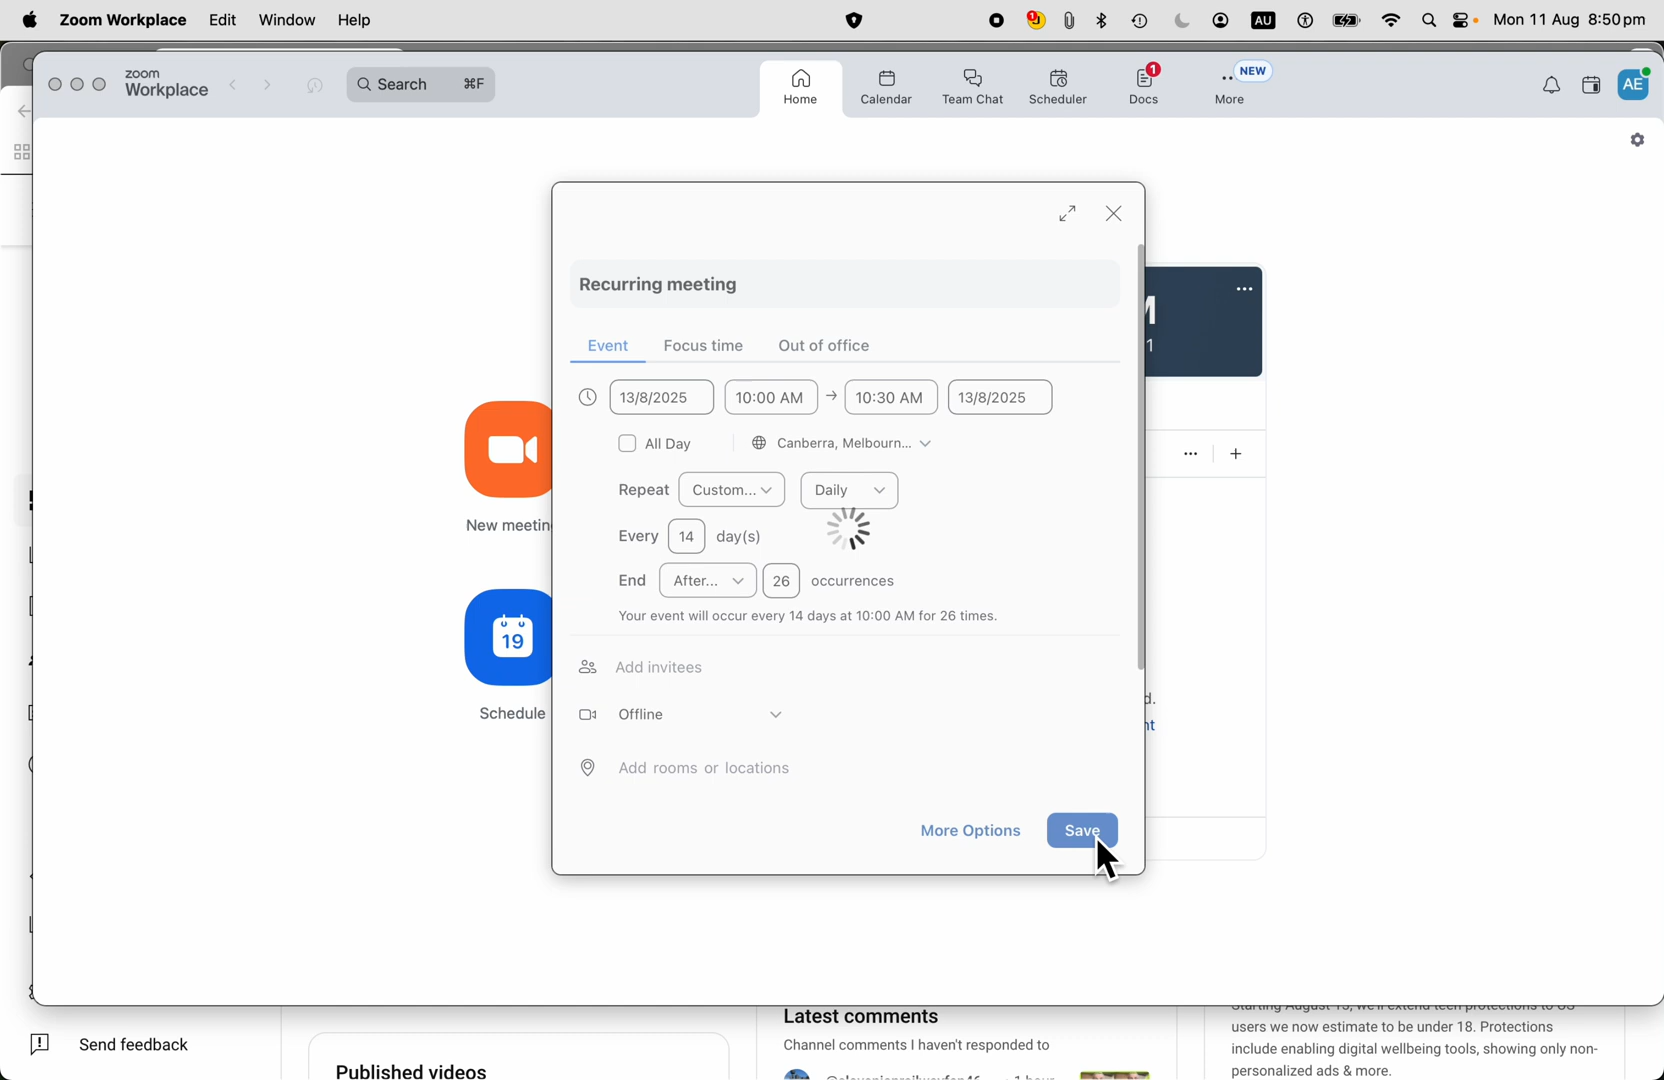 Zoom Workplace Edit Window Help 1 AU Mon 11 Aug 8:50 pm
zoom
Workplace
Search ⌘F
Home
Calendar
Team Chat
Scheduler
1
Docs
NEW
More
AE
Recurring meeting
Event Focus time Out of office
13/8/2025 10:00 AM → 10:30 AM 13/8/2025
All Day Canberra, Melbourn...
Repeat Custom... Daily
Every 14 day(s)
End After... 26 occurrences
Your event will occur every 14 days at 10:00 AM for 26 times.
Add invitees
Offline
Add rooms or locations
More Options Save
New meetin
19
Schedule
M
1
d.
nt
Send feedback
Published videos
Latest comments
Channel comments I haven't responded to
users we now estimate to be under 18. Protections
include enabling digital wellbeing tools, showing only non-
personalized ads & more.